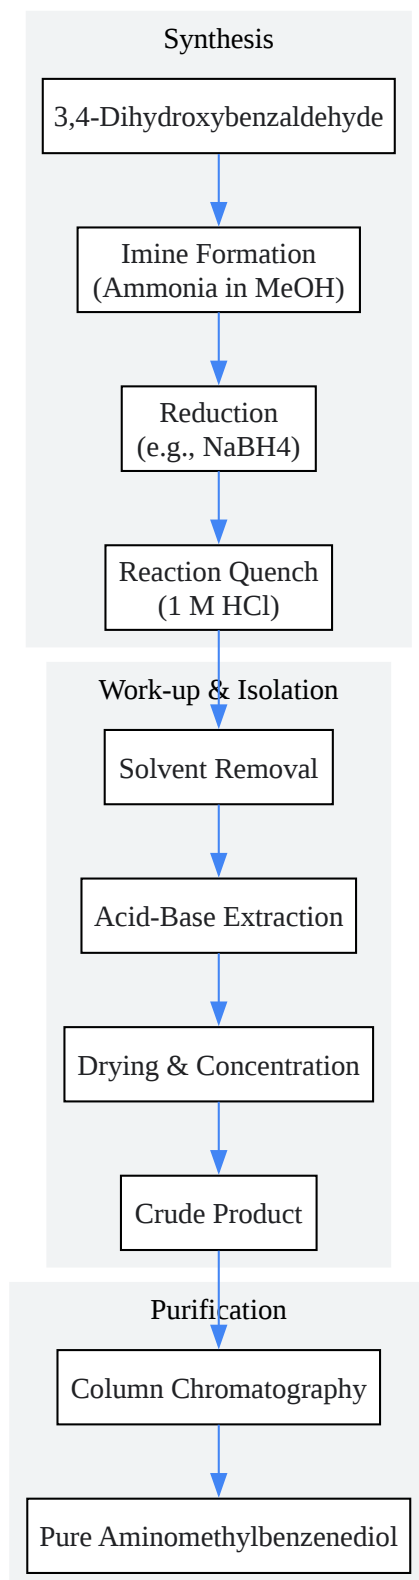 Synthesis
3,4-Dihydroxybenzaldehyde
Imine Formation
(Ammonia in MeOH)
Reduction
(e.g., NaBH4)
Reaction Quench
(1 M HCl)
Work-up & Isolation
Solvent Removal
Acid-Base Extraction
Drying & Concentration
Crude Product
Purification
Column Chromatography
Pure Aminomethylbenzenediol